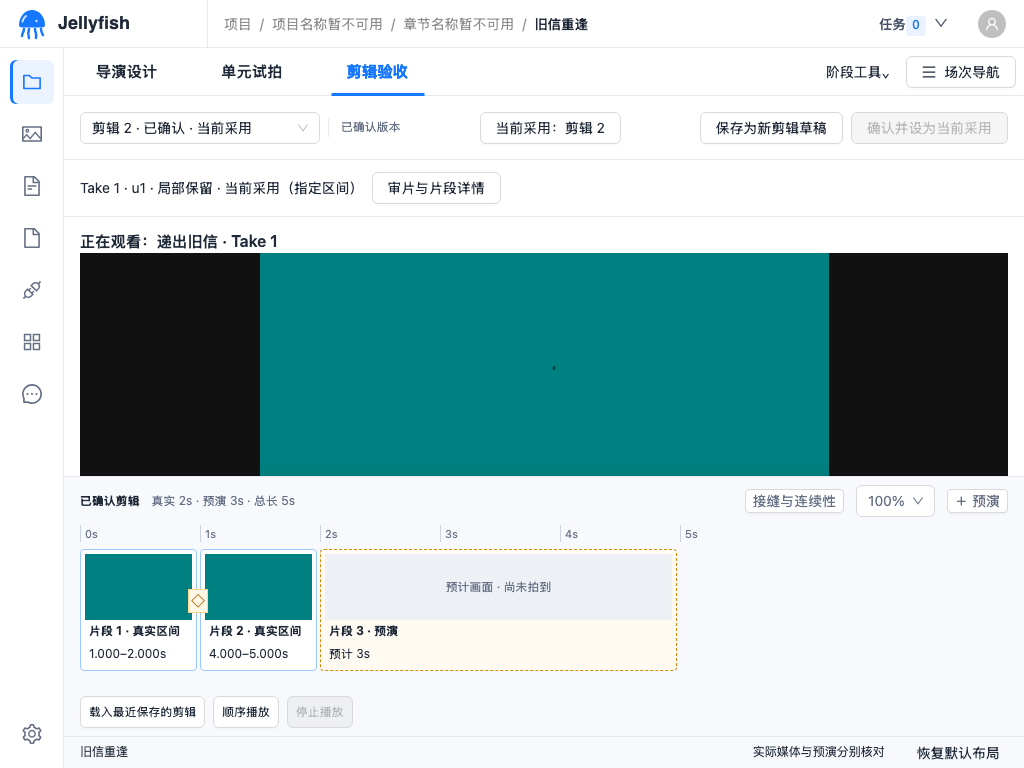 Jellyfish
项目 / 项目名称暂不可用 / 章节名称暂不可用 / 旧信重逢
任务 0
导演设计 单元试拍 剪辑验收
阶段工具 场次导航
剪辑 2 · 已确认 · 当前采用 已确认版本 当前采用：剪辑 2 保存为新剪辑草稿 确认并设为当前采用
Take 1 · u1 · 局部保留 · 当前采用（指定区间） 审片与片段详情
正在观看：递出旧信 · Take 1
已确认剪辑 真实 2s · 预演 3s · 总长 5s 接缝与连续性 100% + 预演
0s 1s 2s 3s 4s 5s
预计画面 · 尚未拍到
片段 1 · 真实区间 片段 2 · 真实区间 片段 3 · 预演
1.000–2.000s 4.000–5.000s 预计 3s
载入最近保存的剪辑 顺序播放 停止播放
旧信重逢 实际媒体与预演分别核对 恢复默认布局